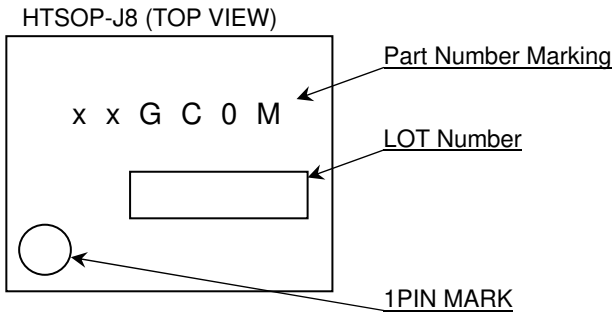 HTSOP-J8 (TOP VIEW)
Part Number Marking
x x G C 0 M
LOT Number
1PIN MARK